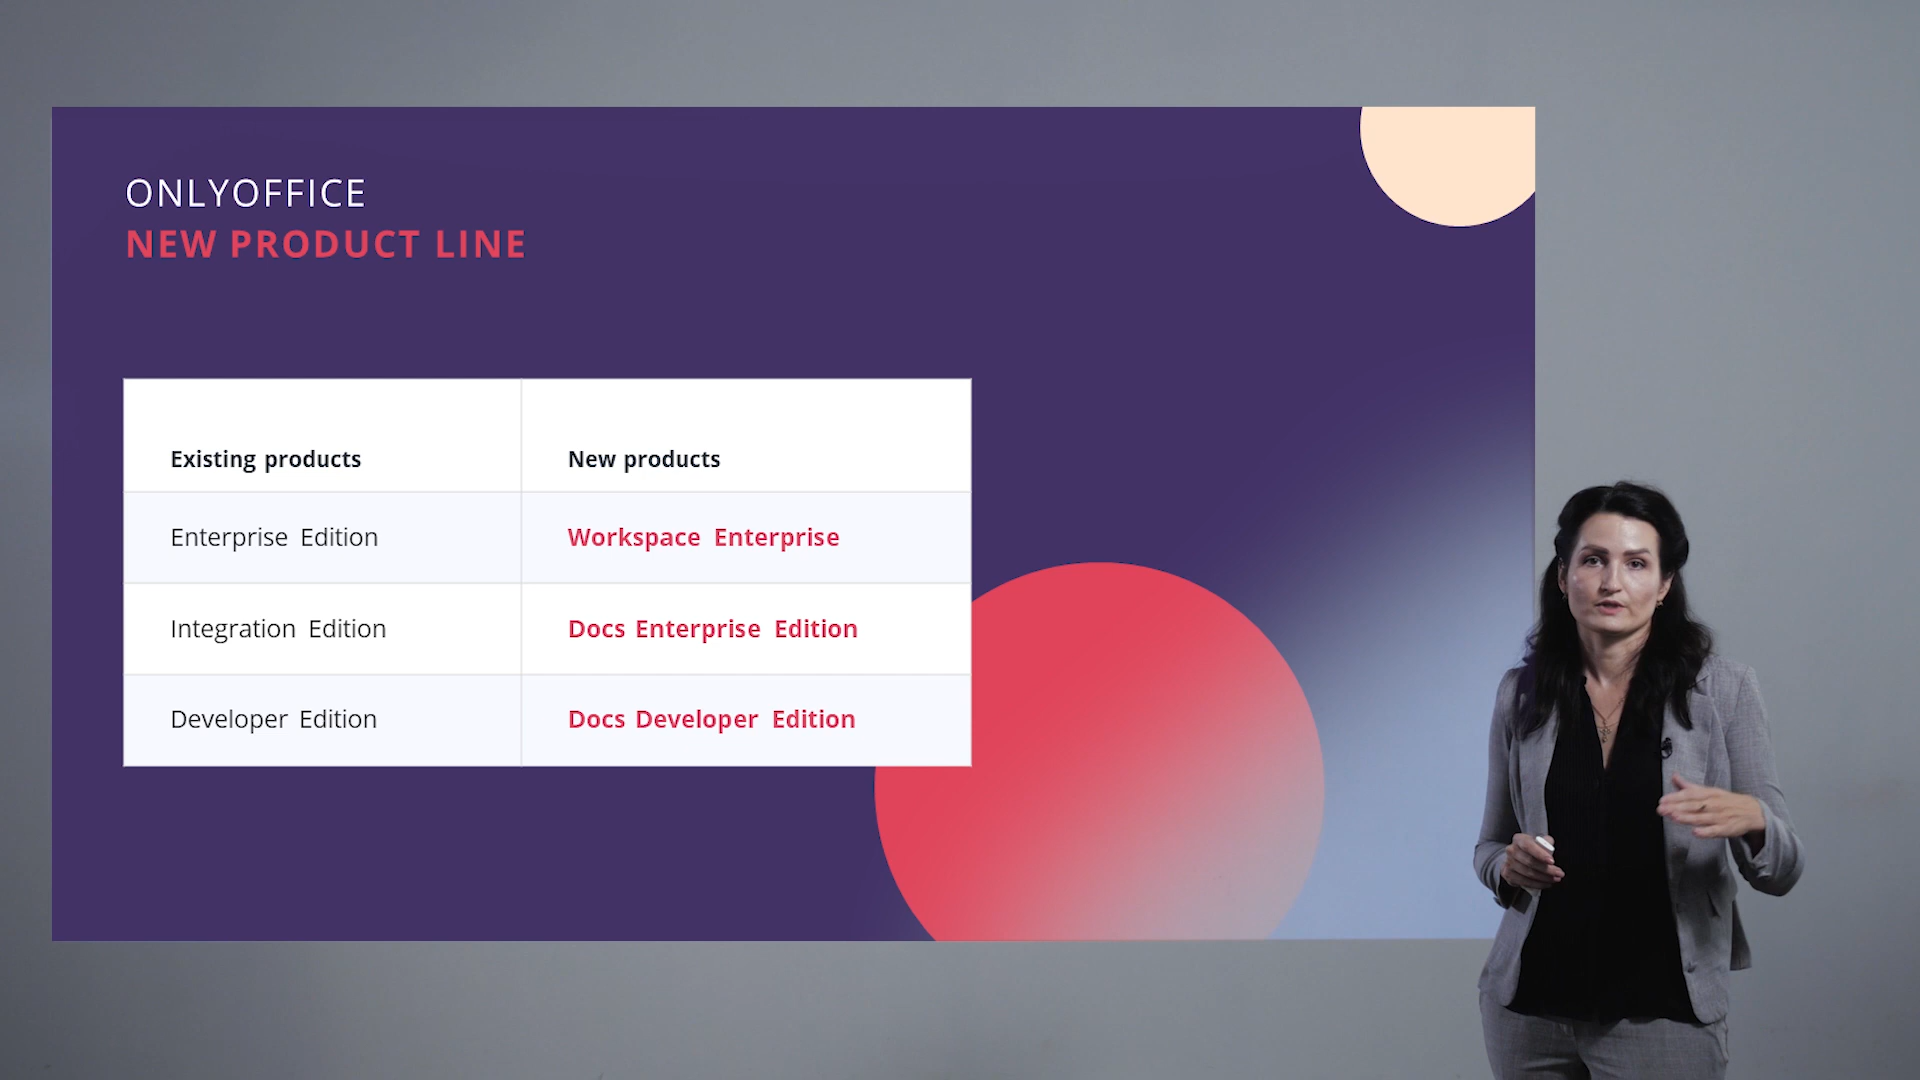 ONLYOFFICE
NEW PRODUCT LINE
Existing products New products
Enterprise Edition Workspace Enterprise
Integration Edition Docs Enterprise Edition
Developer Edition Docs Developer Edition